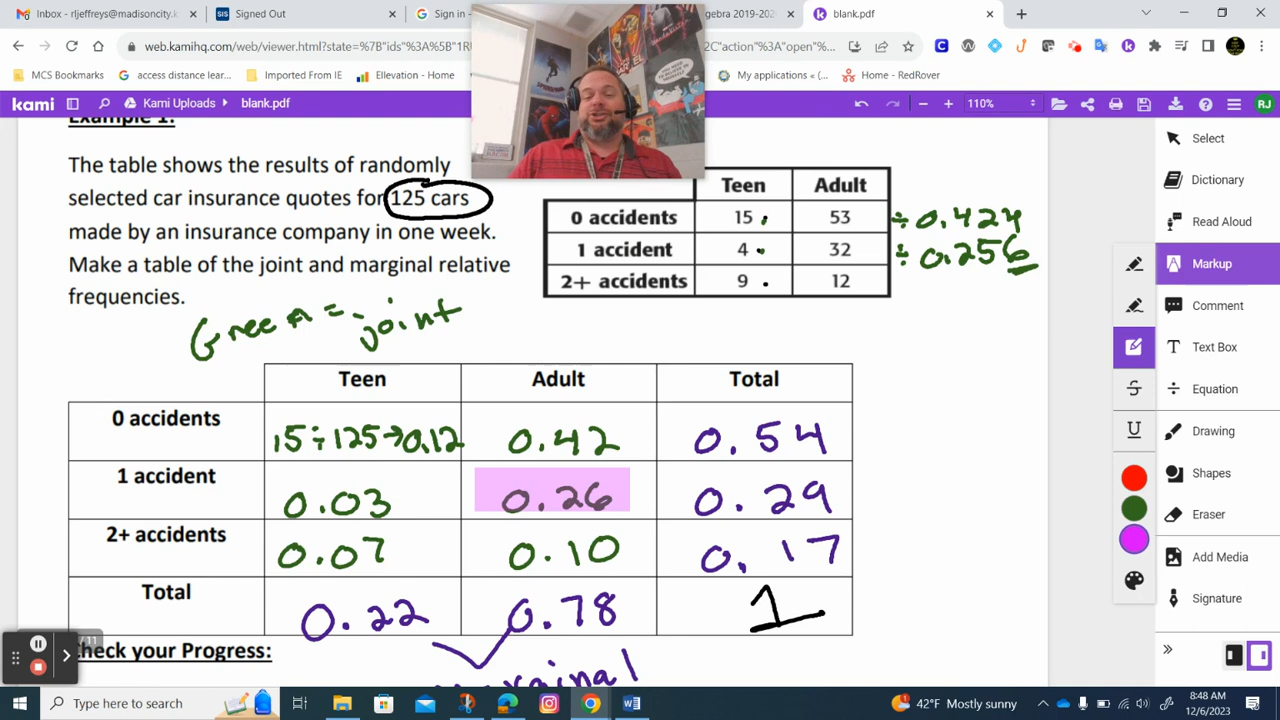 Inbox - rljeffreys@madisoncity.k
Signed Out
Sign in -
gebra 2019-202
blank.pdf
web.kamihq.com/web/viewer.html?state=%7B"ids"%3A%5B"1R
2C"action"%3A"open"%...
MCS Bookmarks
access distance lear...
Imported From IE
Ellevation - Home
My applications « (...
Home - RedRover
kami
Kami Uploads
blank.pdf
110%
RJ
Example 1:
The table shows the results of randomly
selected car insurance quotes for 125 cars
made by an insurance company in one week.
Make a table of the joint and marginal relative
frequencies.
Teen Adult
0 accidents 15 53 ÷ 0.424
1 accident 4 32 ÷ 0.256
2+ accidents 9 12
Green = joint
Teen Adult Total
0 accidents 15÷125→0.12 0.42 0.54
1 accident 0.03 0.26 0.29
2+ accidents 0.07 0.10 0.17
Total 0.22 0.78 1
Check your Progress:
marginal
/11
Select
Dictionary
Read Aloud
Markup
Comment
Text Box
Equation
Drawing
Shapes
Eraser
Add Media
Signature
Type here to search
42°F Mostly sunny
8:48 AM
12/6/2023